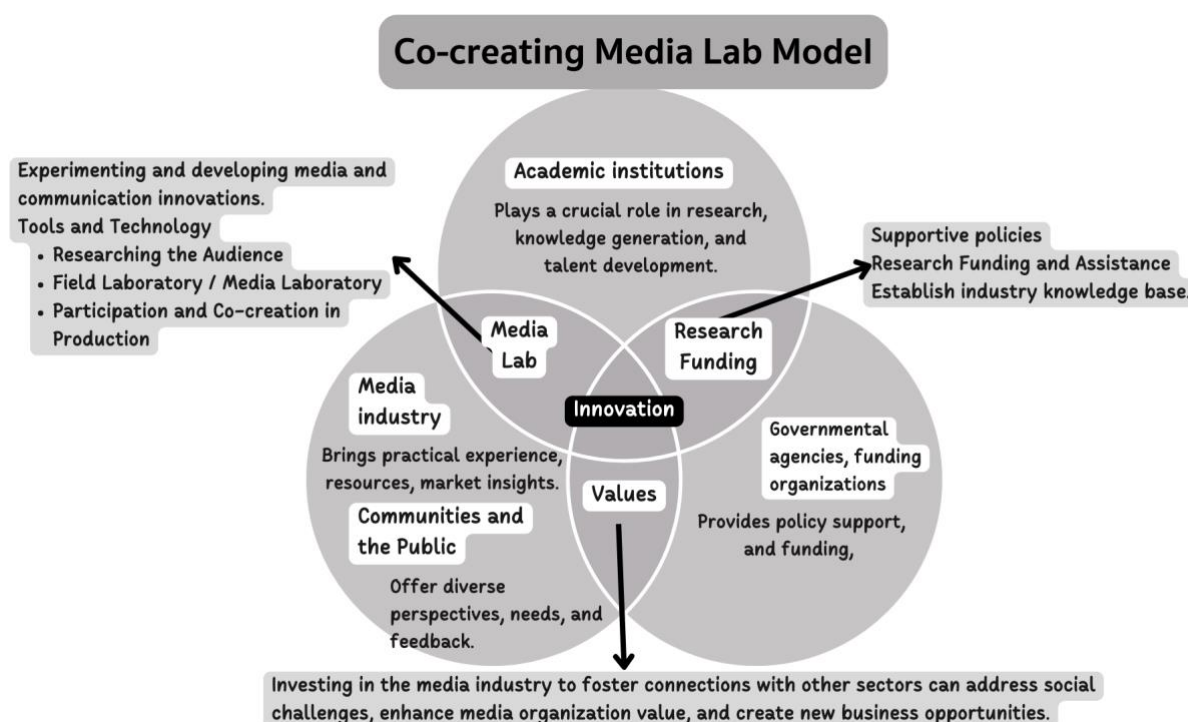 Co-creating Media Lab Model
Experimenting and developing media and
communication innovations.
Tools and Technology
• Researching the Audience
• Field Laboratory / Media Laboratory
• Participation and Co-creation in
Production
Academic institutions
Plays a crucial role in research,
knowledge generation, and
talent development.
Supportive policies
Research Funding and Assistance
Establish industry knowledge base.
Media
Lab
Research
Funding
Innovation
Media
industry
Brings practical experience,
resources, market insights.
Communities and
the Public
Offer diverse
perspectives, needs, and
feedback.
Values
Governmental
agencies, funding
organizations
Provides policy support,
and funding,
Investing in the media industry to foster connections with other sectors can address social
challenges, enhance media organization value, and create new business opportunities.